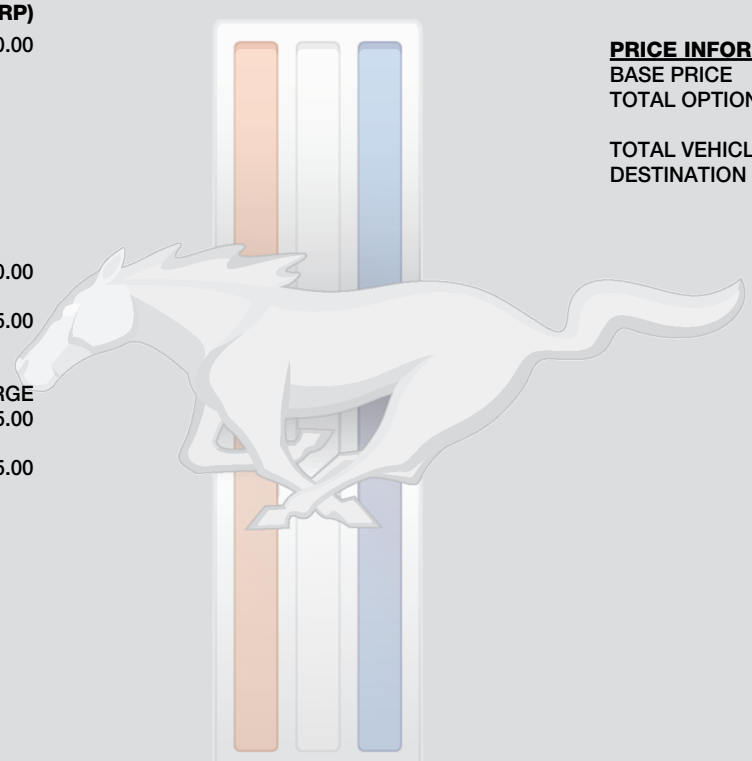 RP)
0.00
0.00
5.00
RGE
5.00
5.00
PRICE INFOR
BASE PRICE
TOTAL OPTION
TOTAL VEHICL
DESTINATION